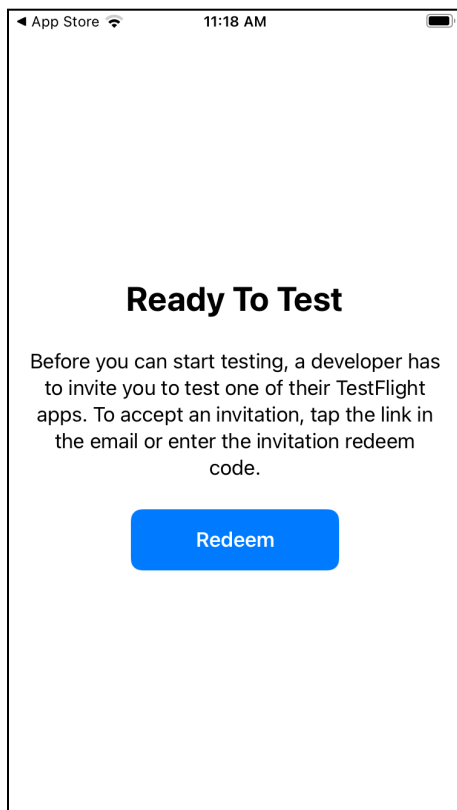 ◀ App Store 11:18 AM
Ready To Test
Before you can start testing, a developer has
to invite you to test one of their TestFlight
apps. To accept an invitation, tap the link in
the email or enter the invitation redeem
code.
Redeem